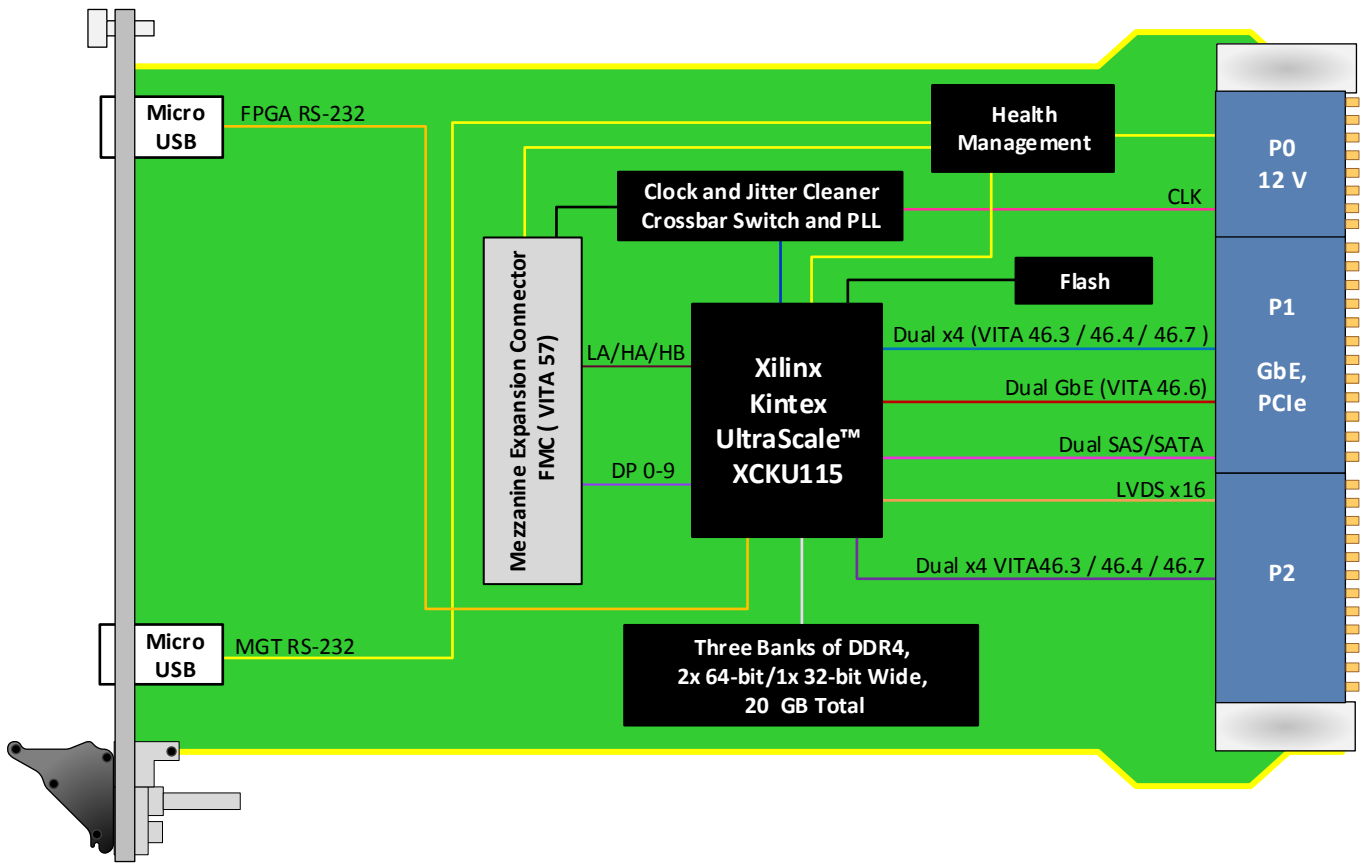 Micro
USB
FPGA RS-232
Health
Management
P0
12 V
Clock and Jitter Cleaner
Crossbar Switch and PLL
CLK
Mezzanine Expansion Connector
FMC ( VITA 57)
Flash
P1
GbE,
PCIe
LA/HA/HB
Dual x4 (VITA 46.3 / 46.4 / 46.7 )
Xilinx
Kintex
UltraScale™
XCKU115
Dual GbE (VITA 46.6)
Dual SAS/SATA
DP 0-9
LVDS x16
Dual x4 VITA46.3 / 46.4 / 46.7
P2
Micro
USB
MGT RS-232
Three Banks of DDR4,
2x 64-bit/1x 32-bit Wide,
20 GB Total